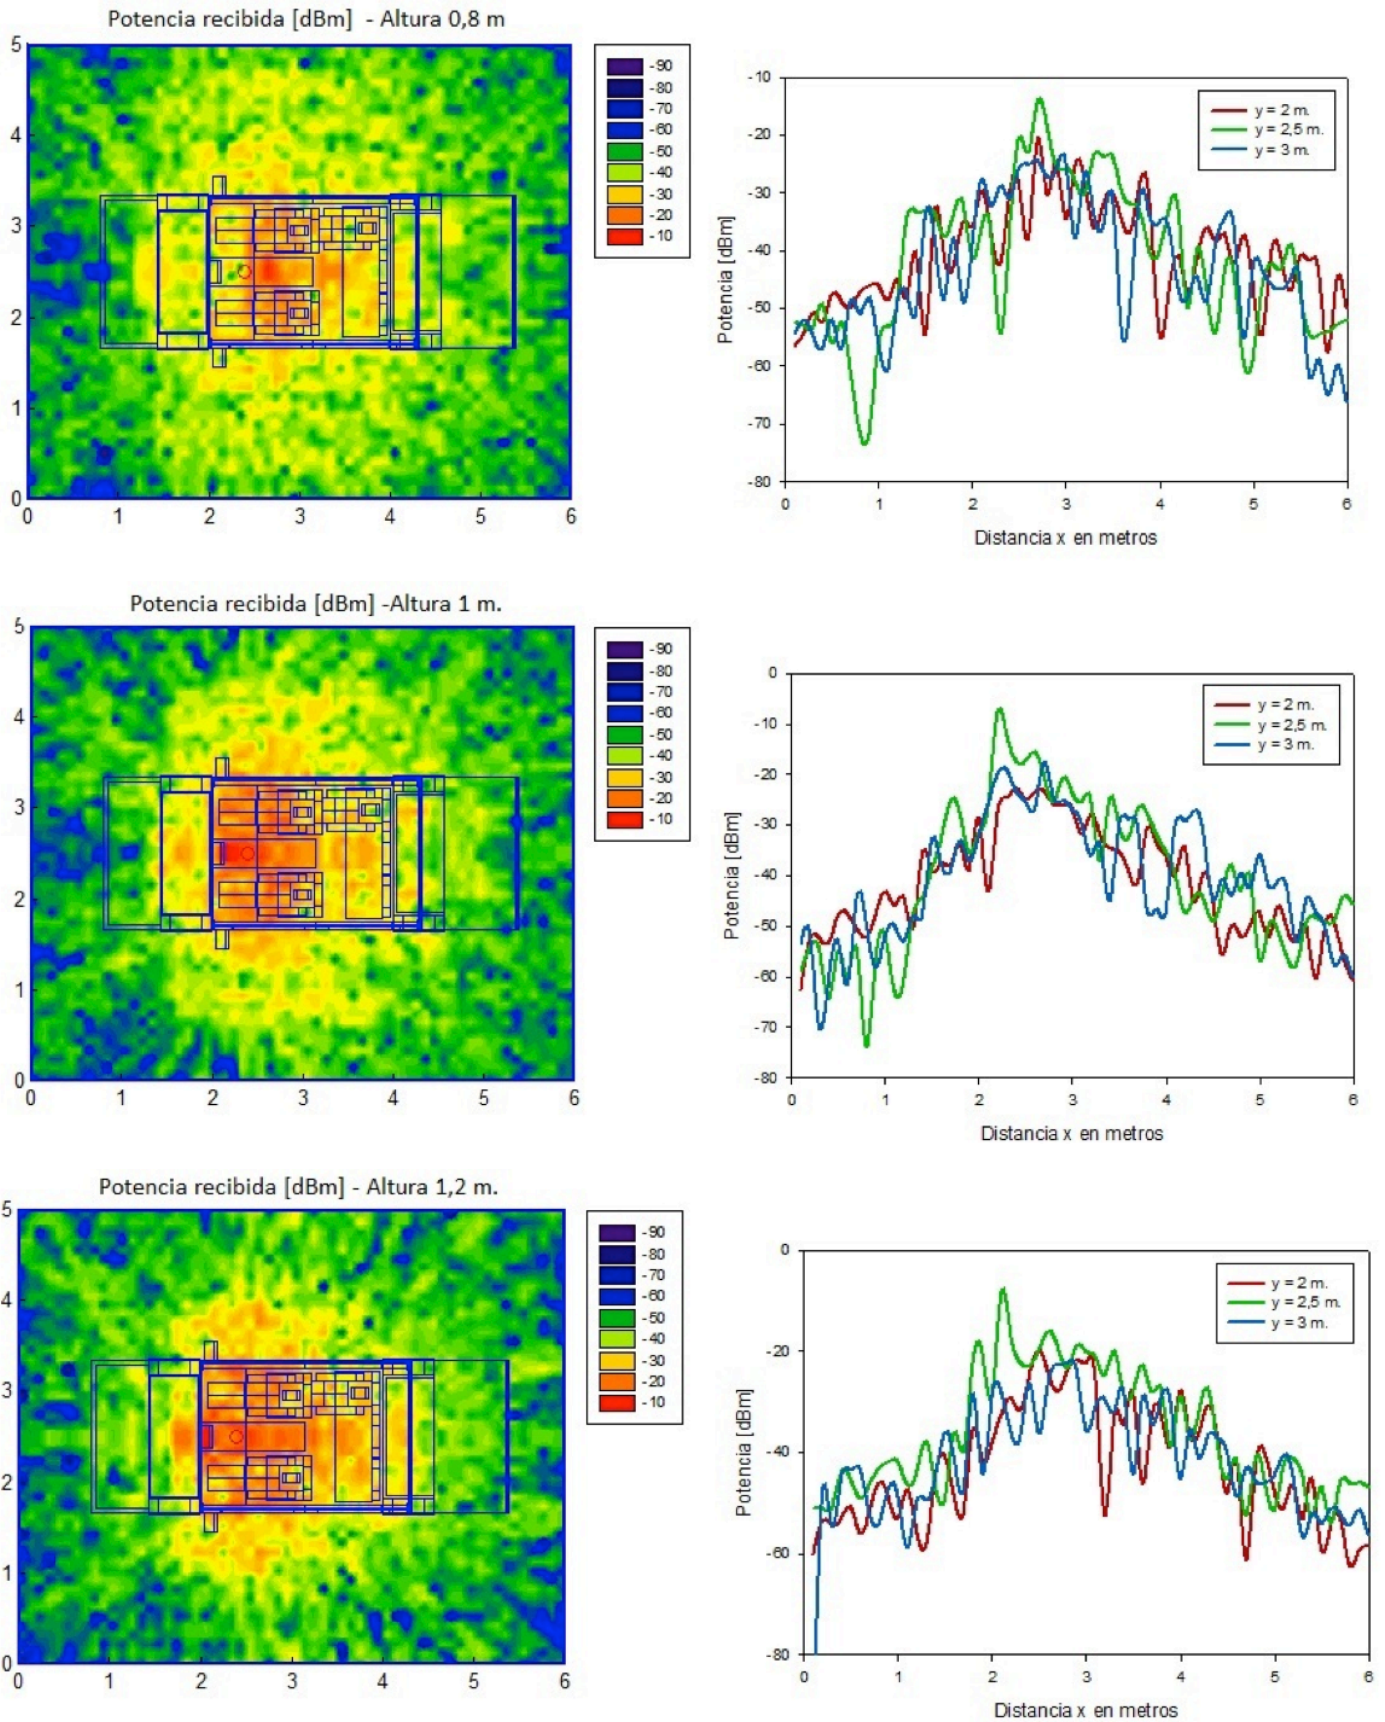 Potencia recibida [dBm] - Altura 0,8 m
5
4
3
2
1
0
0 1 2 3 4 5 6
-90
-80
-70
-60
-50
-40
-30
-20
-10
Potencia [dBm]
-10
-20
-30
-40
-50
-60
-70
-80
y = 2 m.
y = 2,5 m.
y = 3 m.
0 1 2 3 4 5 6
Distancia x en metros
Potencia recibida [dBm] -Altura 1 m.
5
4
3
2
1
0
0 1 2 3 4 5 6
-90
-80
-70
-60
-50
-40
-30
-20
-10
Potencia [dBm]
0
-10
-20
-30
-40
-50
-60
-70
-80
y = 2 m.
y = 2,5 m.
y = 3 m.
0 1 2 3 4 5 6
Distancia x en metros
Potencia recibida [dBm] - Altura 1,2 m.
5
4
3
2
1
0
0 1 2 3 4 5 6
-90
-80
-70
-60
-50
-40
-30
-20
-10
Potencia [dBm]
0
-20
-40
-60
-80
y = 2 m.
y = 2,5 m.
y = 3 m.
0 1 2 3 4 5 6
Distancia x en metros